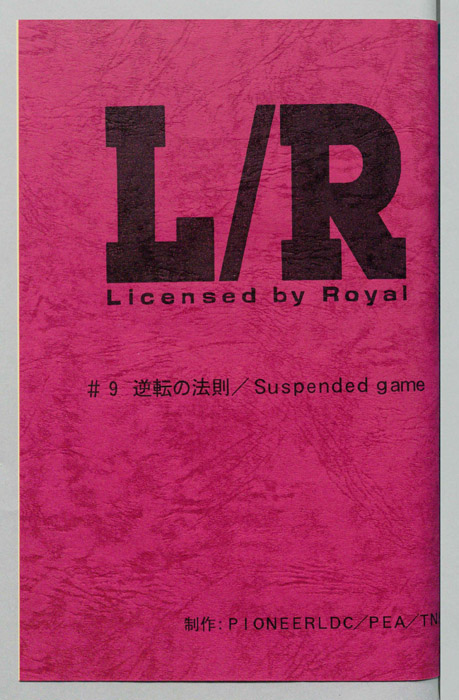 L/R
Licensed by Royal
# 9 逆転の法則／Suspended game
制作：PIONEERLDC／PEA／TN